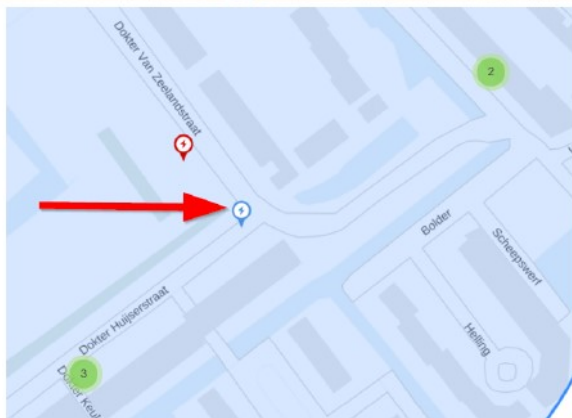 Dokter Van Zeelandstraat
2
Bolder
Scheepswerf
Helling
Dokter Huijserstraat
3